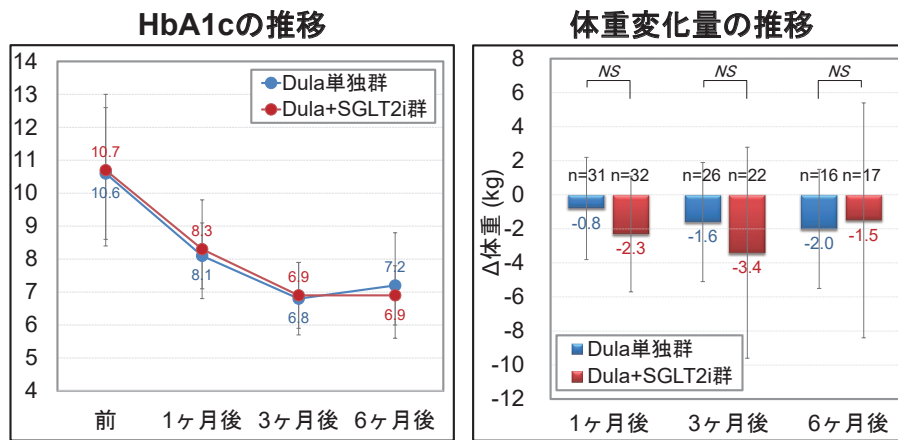 HbA1cの推移
14
13
12
11
10
9
8
7
6
5
4
Dula単独群
Dula+SGLT2i群
10.7
10.6
8.3
8.1
6.9
6.8
7.2
6.9
前
1ヶ月後
3ヶ月後
6ヶ月後
体重変化量の推移
Δ体重 (kg)
8
6
4
2
0
-2
-4
-6
-8
-10
-12
NS
NS
NS
n=31
n=32
n=26
n=22
n=16
n=17
-0.8
-2.3
-1.6
-3.4
-2.0
-1.5
Dula単独群
Dula+SGLT2i群
1ヶ月後
3ヶ月後
6ヶ月後